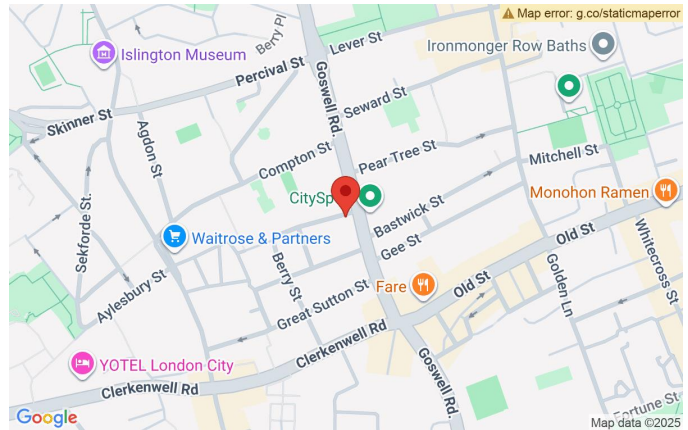 Map error: g.co/staticmaperror
Islington Museum
Berry Pl
Lever St
Ironmonger Row Baths
Percival St
Goswell Rd.
Skinner St
Seward St
Agdon St
Compton St
Pear Tree St
Mitchell St
CitySp
Monohon Ramen
Sekforde St.
Waitrose & Partners
Bastwick St
Old St
Whitecross St
Gee St
Berry St
Golden Ln
Aylesbury St
Fare
Old St
Great Sutton St
Clerkenwell Rd
YOTEL London City
Goswell Rd.
Clerkenwell Rd
Fortune St
Google
Map data ©2025